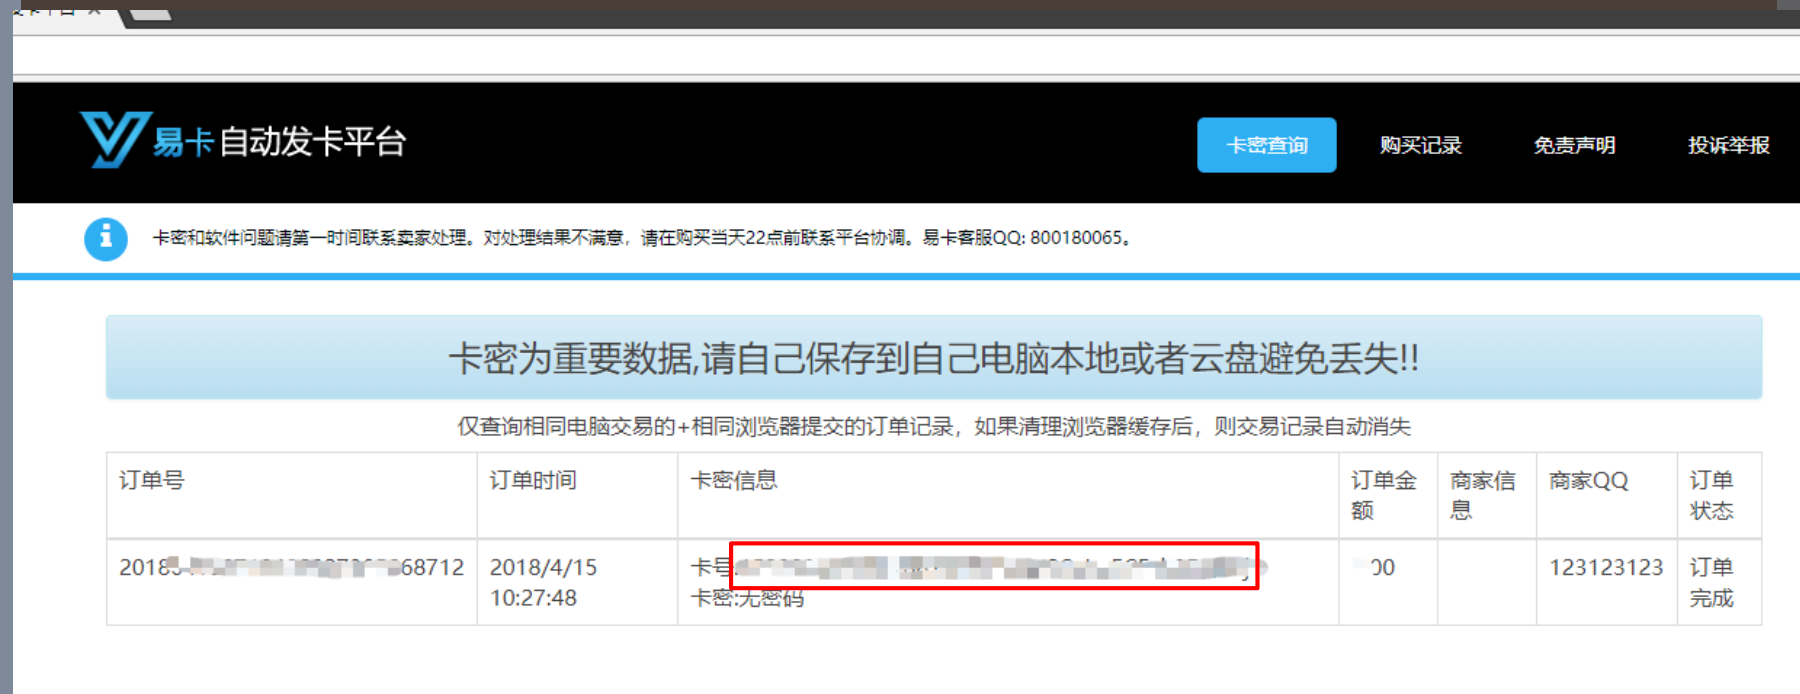 易卡 自动发卡平台
卡密查询 购买记录 免责声明 投诉举报
卡密和软件问题请第一时间联系卖家处理。对处理结果不满意，请在购买当天22点前联系平台协调。易卡客服QQ: 800180065。
卡密为重要数据,请自己保存到自己电脑本地或者云盘避免丢失!!
仅查询相同电脑交易的+相同浏览器提交的订单记录，如果清理浏览器缓存后，则交易记录自动消失
订单号 订单时间 卡密信息 订单金额 商家信息 商家QQ 订单状态
2018 68712 2018/4/15 卡号 00 123123123 订单
10:27:48 卡密:无密码 完成